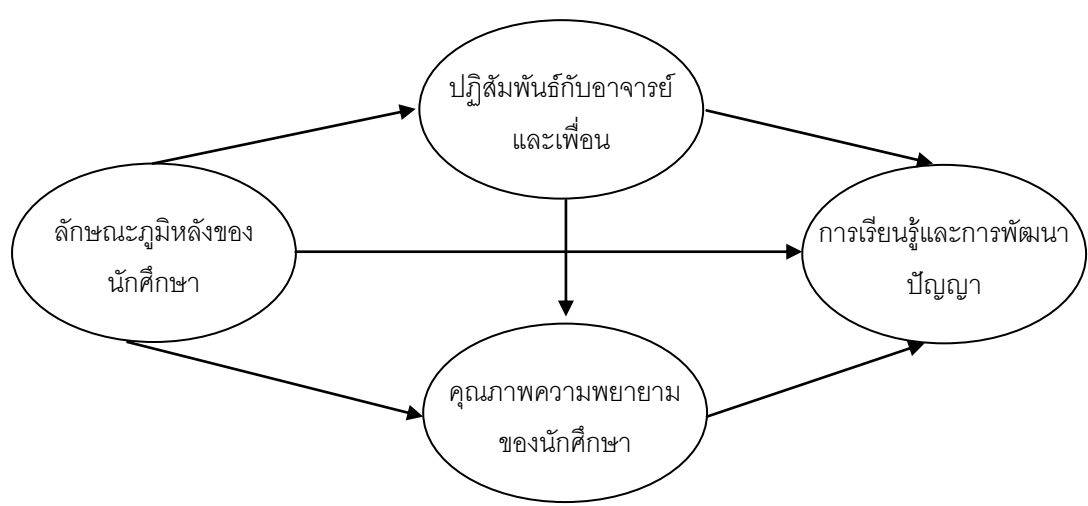 ปฏิสัมพันธ์กับอาจารย์
และเพื่อน
ลักษณะภูมิหลังของ
นักศึกษา
การเรียนรู้และการพัฒนา
ปัญญา
คุณภาพความพยายาม
ของนักศึกษา